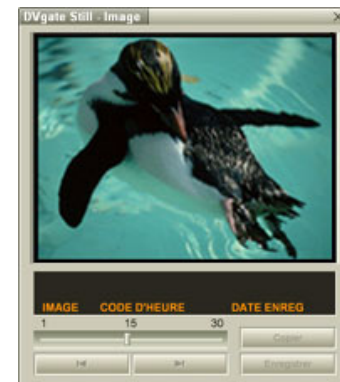 DVgate Still - Image
IMAGE CODE D'HEURE DATE ENREG
1 15 30
Copier
Enregistrer